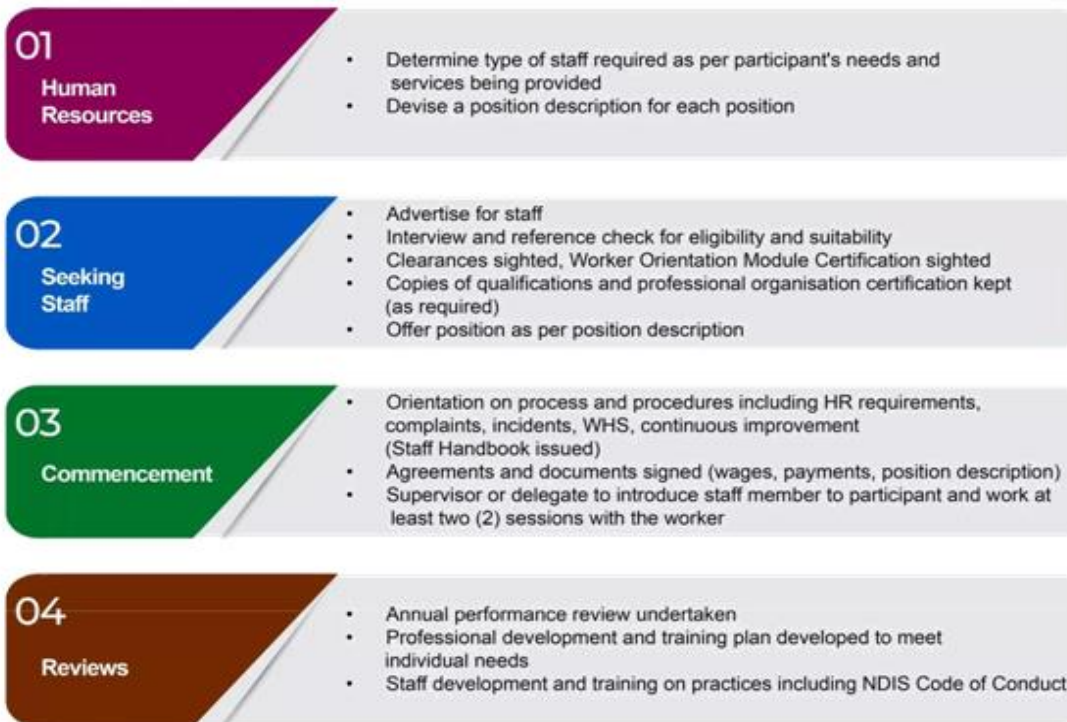 01
Human
Resources
• Determine type of staff required as per participant's needs and
services being provided
• Devise a position description for each position
02
Seeking
Staff
• Advertise for staff
• Interview and reference check for eligibility and suitability
• Clearances sighted, Worker Orientation Module Certification sighted
• Copies of qualifications and professional organisation certification kept
(as required)
• Offer position as per position description
03
Commencement
• Orientation on process and procedures including HR requirements,
complaints, incidents, WHS, continuous improvement
(Staff Handbook issued)
• Agreements and documents signed (wages, payments, position description)
• Supervisor or delegate to introduce staff member to participant and work at
least two (2) sessions with the worker
04
Reviews
• Annual performance review undertaken
• Professional development and training plan developed to meet
individual needs
• Staff development and training on practices including NDIS Code of Conduct